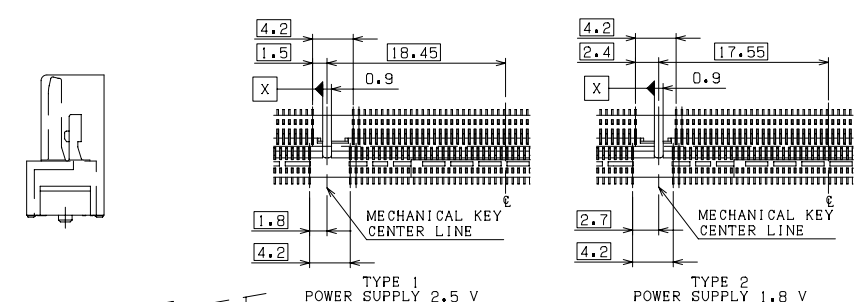 4.2
1.5
18.45
X
0.9
℄
1.8
MECHANICAL KEY
CENTER LINE
4.2
TYPE 1
POWER SUPPLY 2.5 V
4.2
2.4
17.55
X
0.9
℄
2.7
MECHANICAL KEY
CENTER LINE
4.2
TYPE 2
POWER SUPPLY 1.8 V